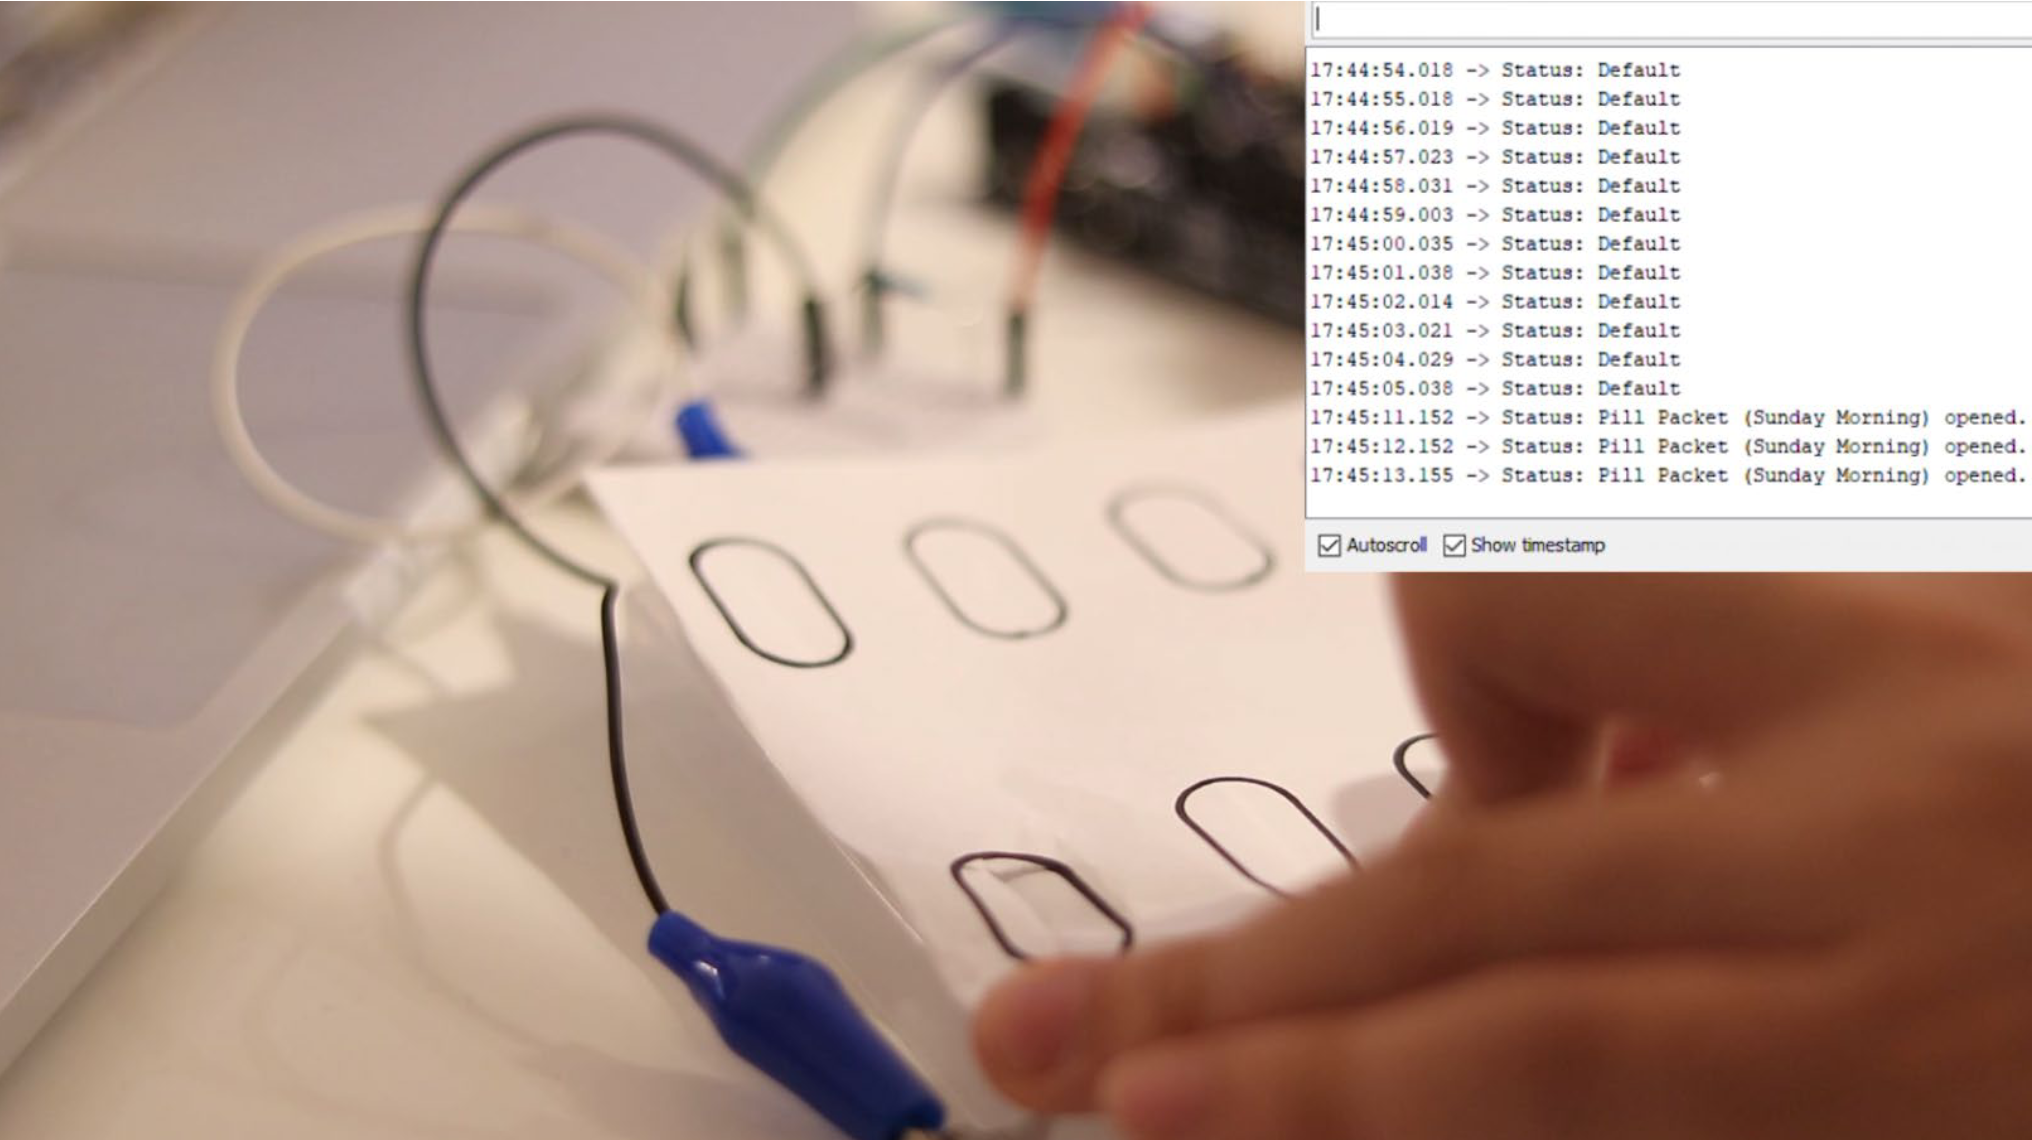 17:44:54.018 -> Status: Default
17:44:55.018 -> Status: Default
17:44:56.019 -> Status: Default
17:44:57.023 -> Status: Default
17:44:58.031 -> Status: Default
17:44:59.003 -> Status: Default
17:45:00.035 -> Status: Default
17:45:01.038 -> Status: Default
17:45:02.014 -> Status: Default
17:45:03.021 -> Status: Default
17:45:04.029 -> Status: Default
17:45:05.038 -> Status: Default
17:45:11.152 -> Status: Pill Packet (Sunday Morning) opened.
17:45:12.152 -> Status: Pill Packet (Sunday Morning) opened.
17:45:13.155 -> Status: Pill Packet (Sunday Morning) opened.
Autoscroll Show timestamp